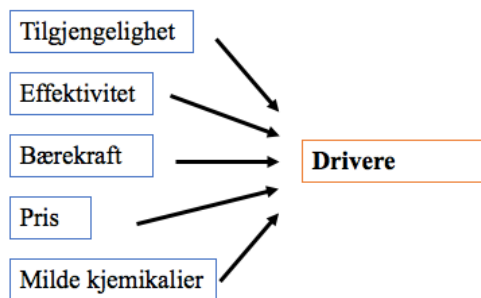 Tilgjengelighet
Effektivitet
Bærekraft
Drivere
Pris
Milde kjemikalier